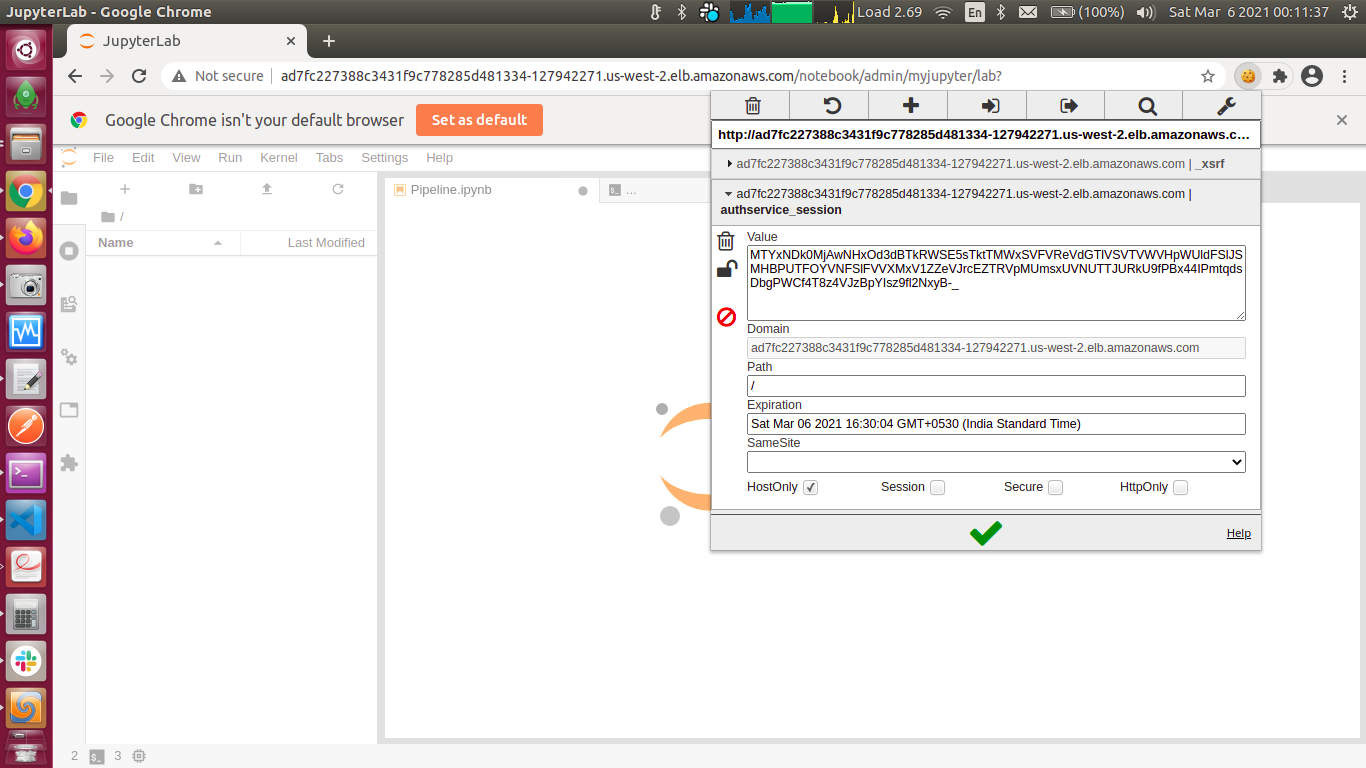 JupyterLab - Google Chrome
Load 2.69
En
(100%)
Sat Mar 6 2021 00:11:37
JupyterLab
Not secure
ad7fc227388c3431f9c778285d481334-127942271.us-west-2.elb.amazonaws.com/notebook/admin/myjupyter/lab?
Google Chrome isn't your default browser
Set as default
File Edit View Run Kernel Tabs Settings Help
/
Name
Last Modified
Pipeline.ipynb
...
http://ad7fc227388c3431f9c778285d481334-127942271.us-west-2.elb.amazonaws.c...
ad7fc227388c3431f9c778285d481334-127942271.us-west-2.elb.amazonaws.com | _xsrf
ad7fc227388c3431f9c778285d481334-127942271.us-west-2.elb.amazonaws.com |
authservice_session
Value
Domain
ad7fc227388c3431f9c778285d481334-127942271.us-west-2.elb.amazonaws.com
Path
/
Expiration
Sat Mar 06 2021 16:30:04 GMT+0530 (India Standard Time)
SameSite
HostOnly
Session
Secure
HttpOnly
Help
2
3